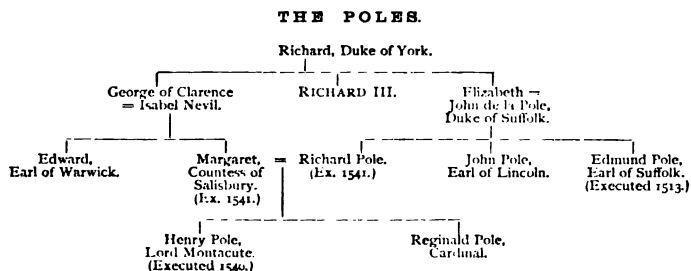 THE POLES.
Richard, Duke of York.
George of Clarence
= Isabel Nevil.
RICHARD III.
Elizabeth =
John de la Pole,
Duke of Suffolk.
Edward,
Earl of Warwick.
Margaret,
Countess of
Salisbury.
(Ex. 1541.)
=
Richard Pole.
(Ex. 1541.)
John Pole,
Earl of Lincoln.
Edmund Pole,
Earl of Suffolk.
(Executed 1513.)
Henry Pole,
Lord Montacute.
(Executed 1540.)
Reginald Pole,
Cardinal.